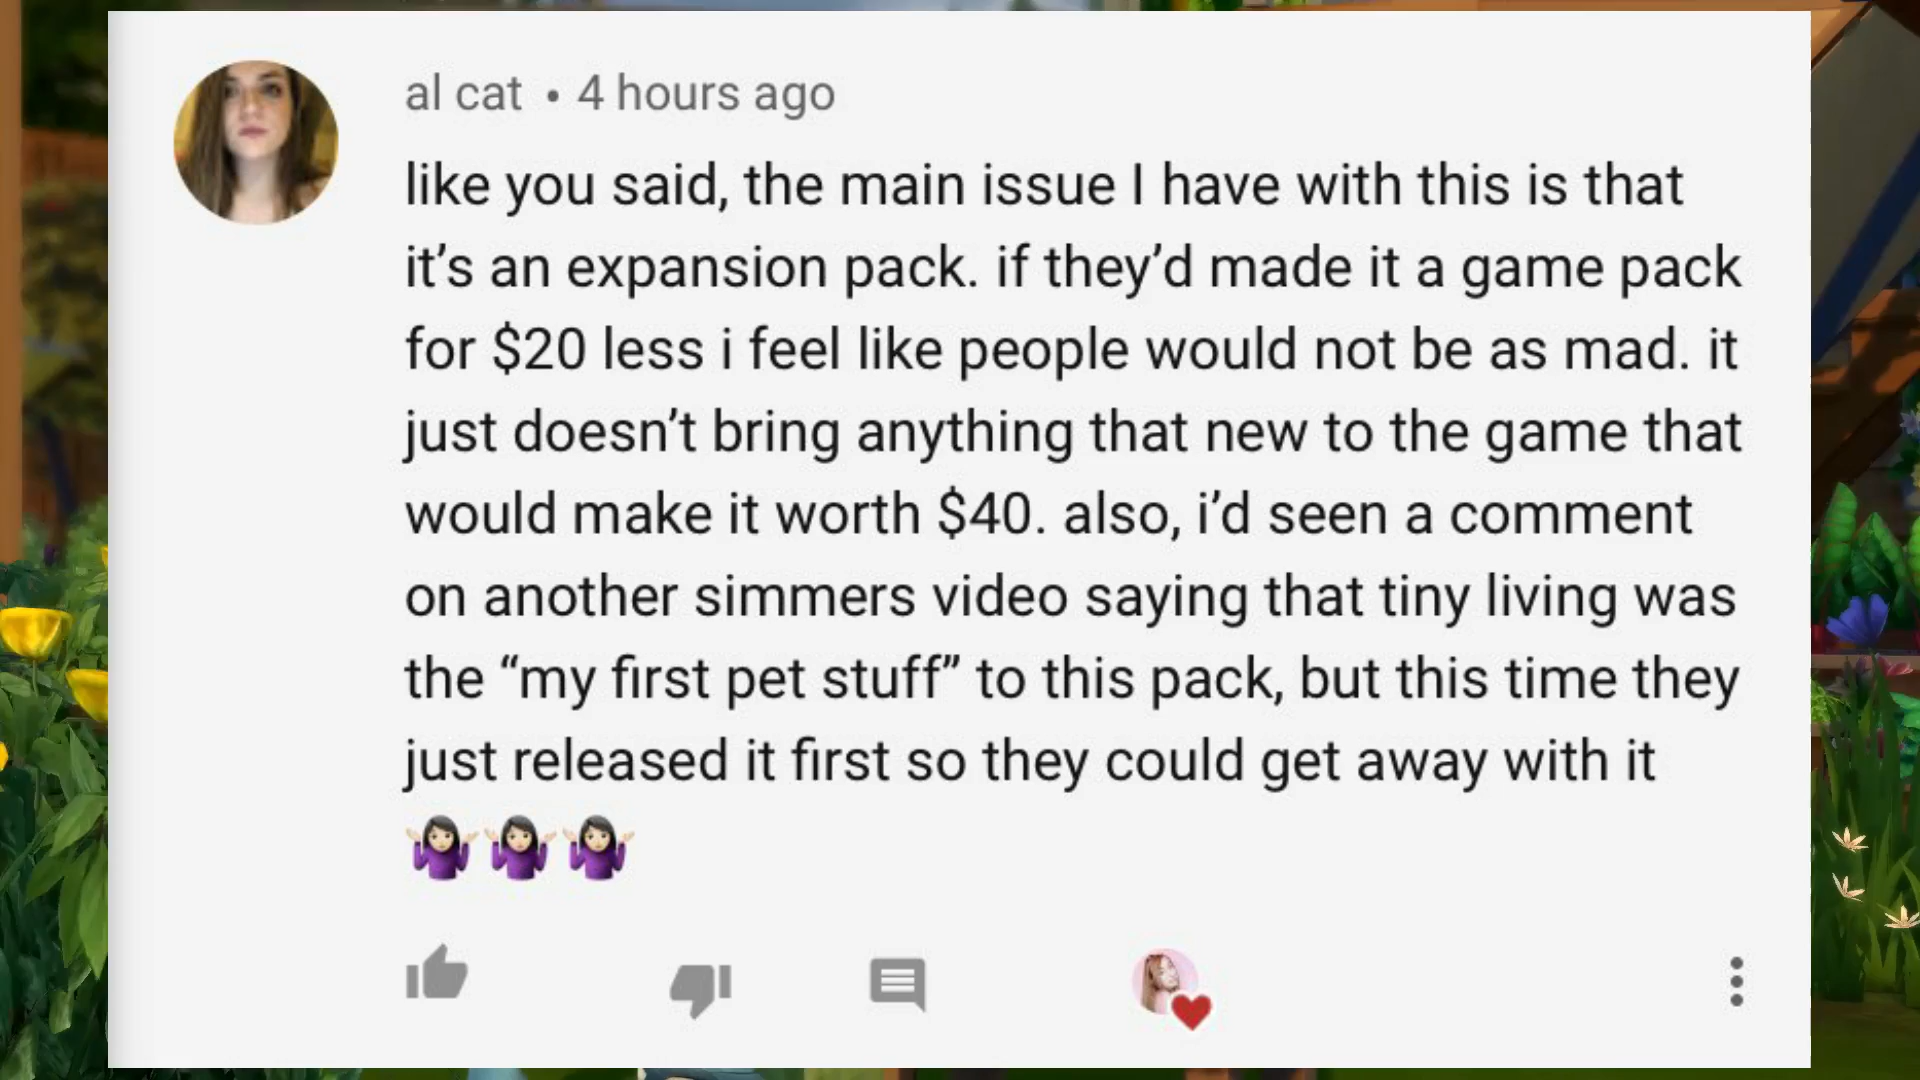 al cat • 4 hours ago
like you said, the main issue I have with this is that
it’s an expansion pack. if they’d made it a game pack
for $20 less i feel like people would not be as mad. it
just doesn’t bring anything that new to the game that
would make it worth $40. also, i’d seen a comment
on another simmers video saying that tiny living was
the “my first pet stuff” to this pack, but this time they
just released it first so they could get away with it
🤷🏻‍♀️🤷🏻‍♀️🤷🏻‍♀️